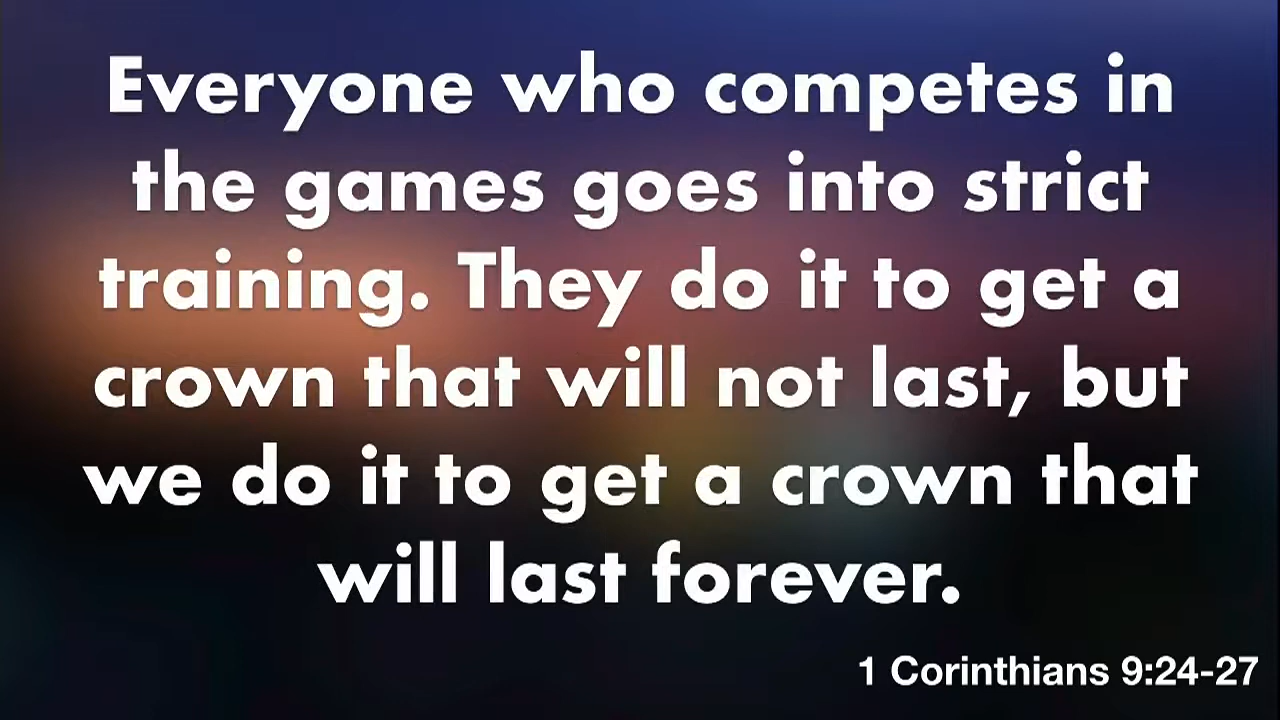 Everyone who competes in
the games goes into strict
training. They do it to get a
crown that will not last, but
we do it to get a crown that
will last forever.
1 Corinthians 9:24-27